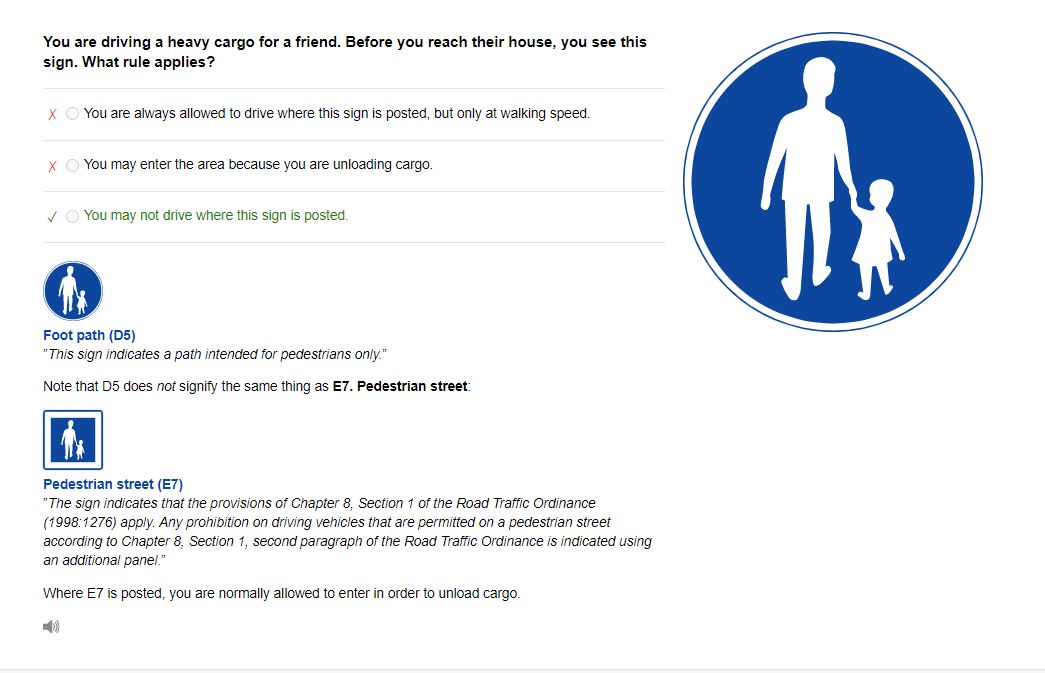 You are driving a heavy cargo for a friend. Before you reach their house, you see this
sign. What rule applies?
You are always allowed to drive where this sign is posted, but only at walking speed.
You may enter the area because you are unloading cargo.
You may not drive where this sign is posted.
Foot path (D5)
"This sign indicates a path intended for pedestrians only."
Note that D5 does not signify the same thing as E7. Pedestrian street:
Pedestrian street (E7)
"The sign indicates that the provisions of Chapter 8, Section 1 of the Road Traffic Ordinance
(1998:1276) apply. Any prohibition on driving vehicles that are permitted on a pedestrian street
according to Chapter 8, Section 1, second paragraph of the Road Traffic Ordinance is indicated using
an additional panel."
Where E7 is posted, you are normally allowed to enter in order to unload cargo.